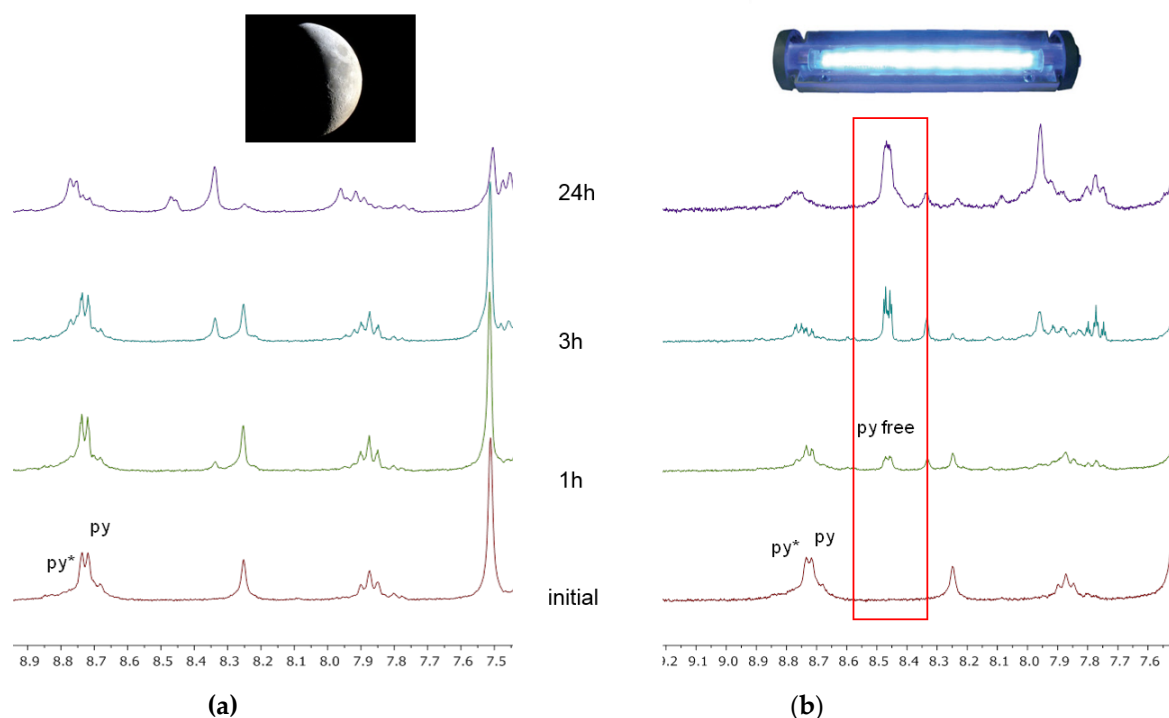 24h
3h
py free
1h
py* py
py* py
initial
8.9 8.8 8.7 8.6 8.5 8.4 8.3 8.2 8.1 8.0 7.9 7.8 7.7 7.6 7.5
9.2 9.1 9.0 8.9 8.8 8.7 8.6 8.5 8.4 8.3 8.2 8.1 8.0 7.9 7.8 7.7 7.6
(a) (b)